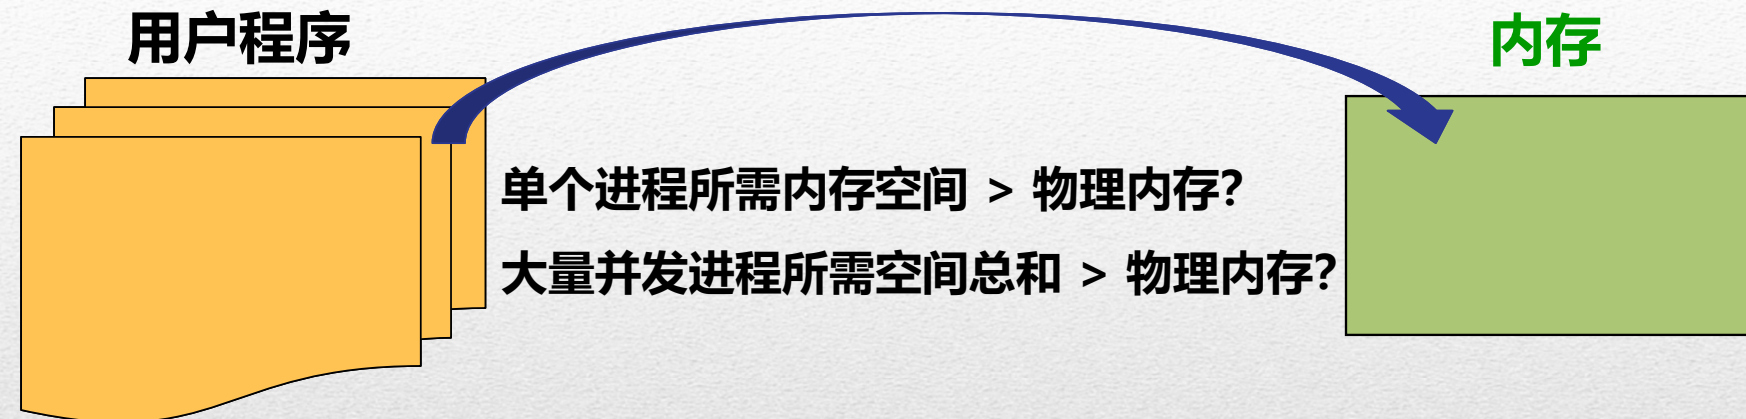 用户程序
内存
单个进程所需内存空间 > 物理内存?
大量并发进程所需空间总和 > 物理内存?